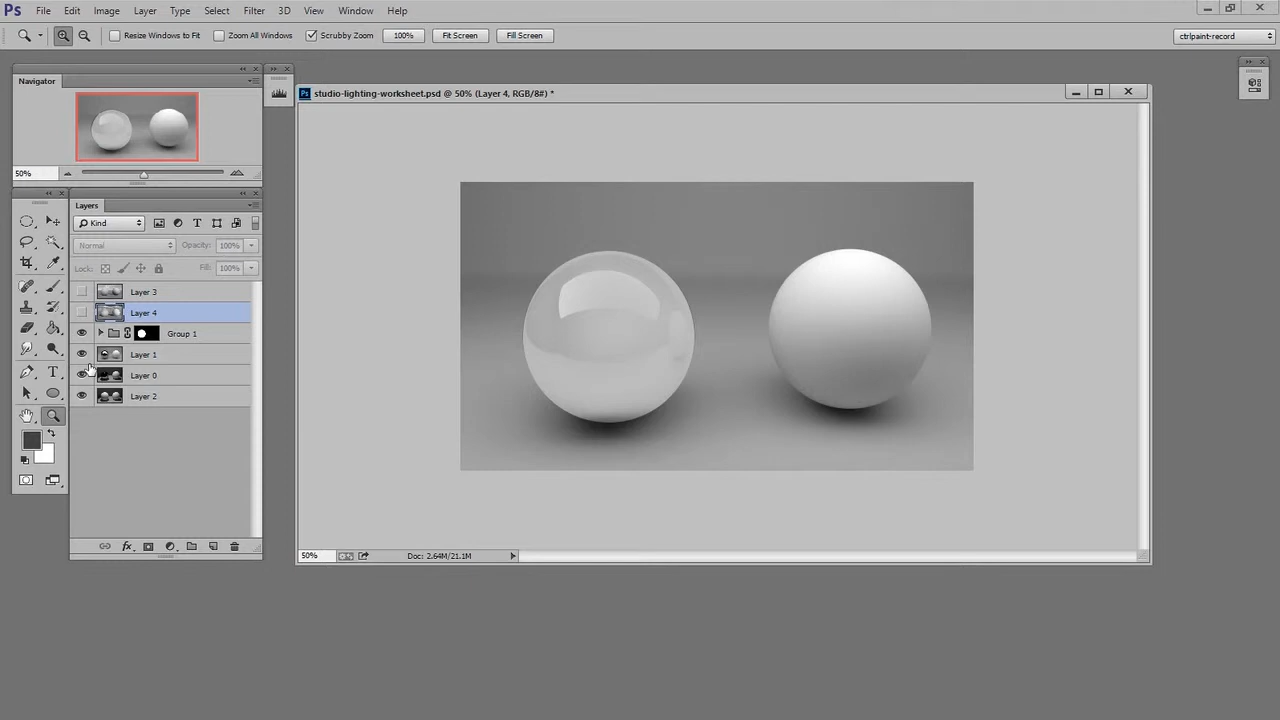 Ps File Edit Image Layer Type Select Filter 3D View Window Help
Resize Windows to Fit Zoom All Windows Scrubby Zoom 100% Fit Screen Fill Screen ctrlpaint-record
Navigator
studio-lighting-worksheet.psd @ 50% (Layer 4, RGB/8#) *
50%
Layers
Kind
Normal Opacity: 100%
Lock: Fill: 100%
Layer 3
Layer 4
Group 1
Layer 1
Layer 0
Layer 2
50% Doc: 2.64M/21.1M